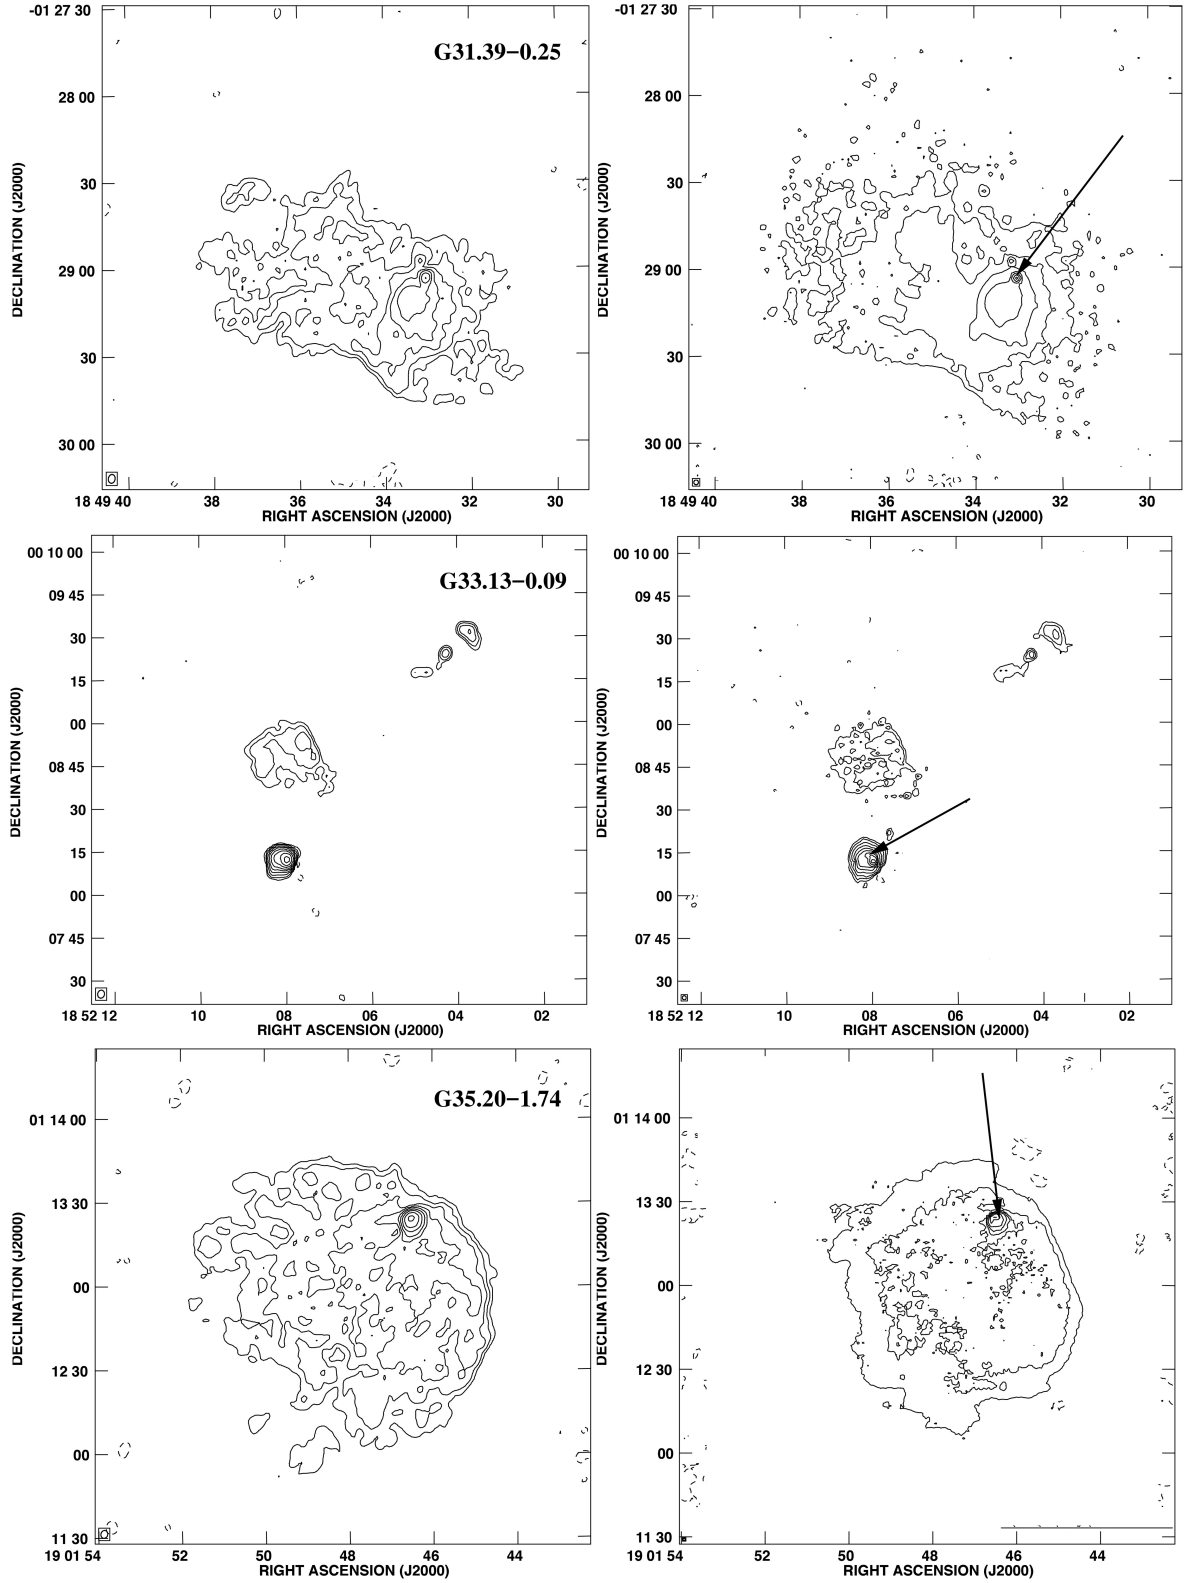 -01 27 30
28 00
30
29 00
30
30 00
DECLINATION (J2000)
G31.39−0.25
18 49 40
38
36
34
32
30
RIGHT ASCENSION (J2000)
-01 27 30
28 00
30
29 00
30
30 00
DECLINATION (J2000)
18 49 40
38
36
34
32
30
RIGHT ASCENSION (J2000)
00 10 00
09 45
30
15
00
08 45
30
15
00
07 45
30
DECLINATION (J2000)
G33.13−0.09
18 52 12
10
08
06
04
02
RIGHT ASCENSION (J2000)
00 10 00
09 45
30
15
00
08 45
30
15
00
07 45
30
DECLINATION (J2000)
18 52 12
10
08
06
04
02
RIGHT ASCENSION (J2000)
01 14 00
13 30
00
12 30
00
11 30
DECLINATION (J2000)
G35.20−1.74
19 01 54
52
50
48
46
44
RIGHT ASCENSION (J2000)
01 14 00
13 30
00
12 30
00
11 30
DECLINATION (J2000)
19 01 54
52
50
48
46
44
RIGHT ASCENSION (J2000)